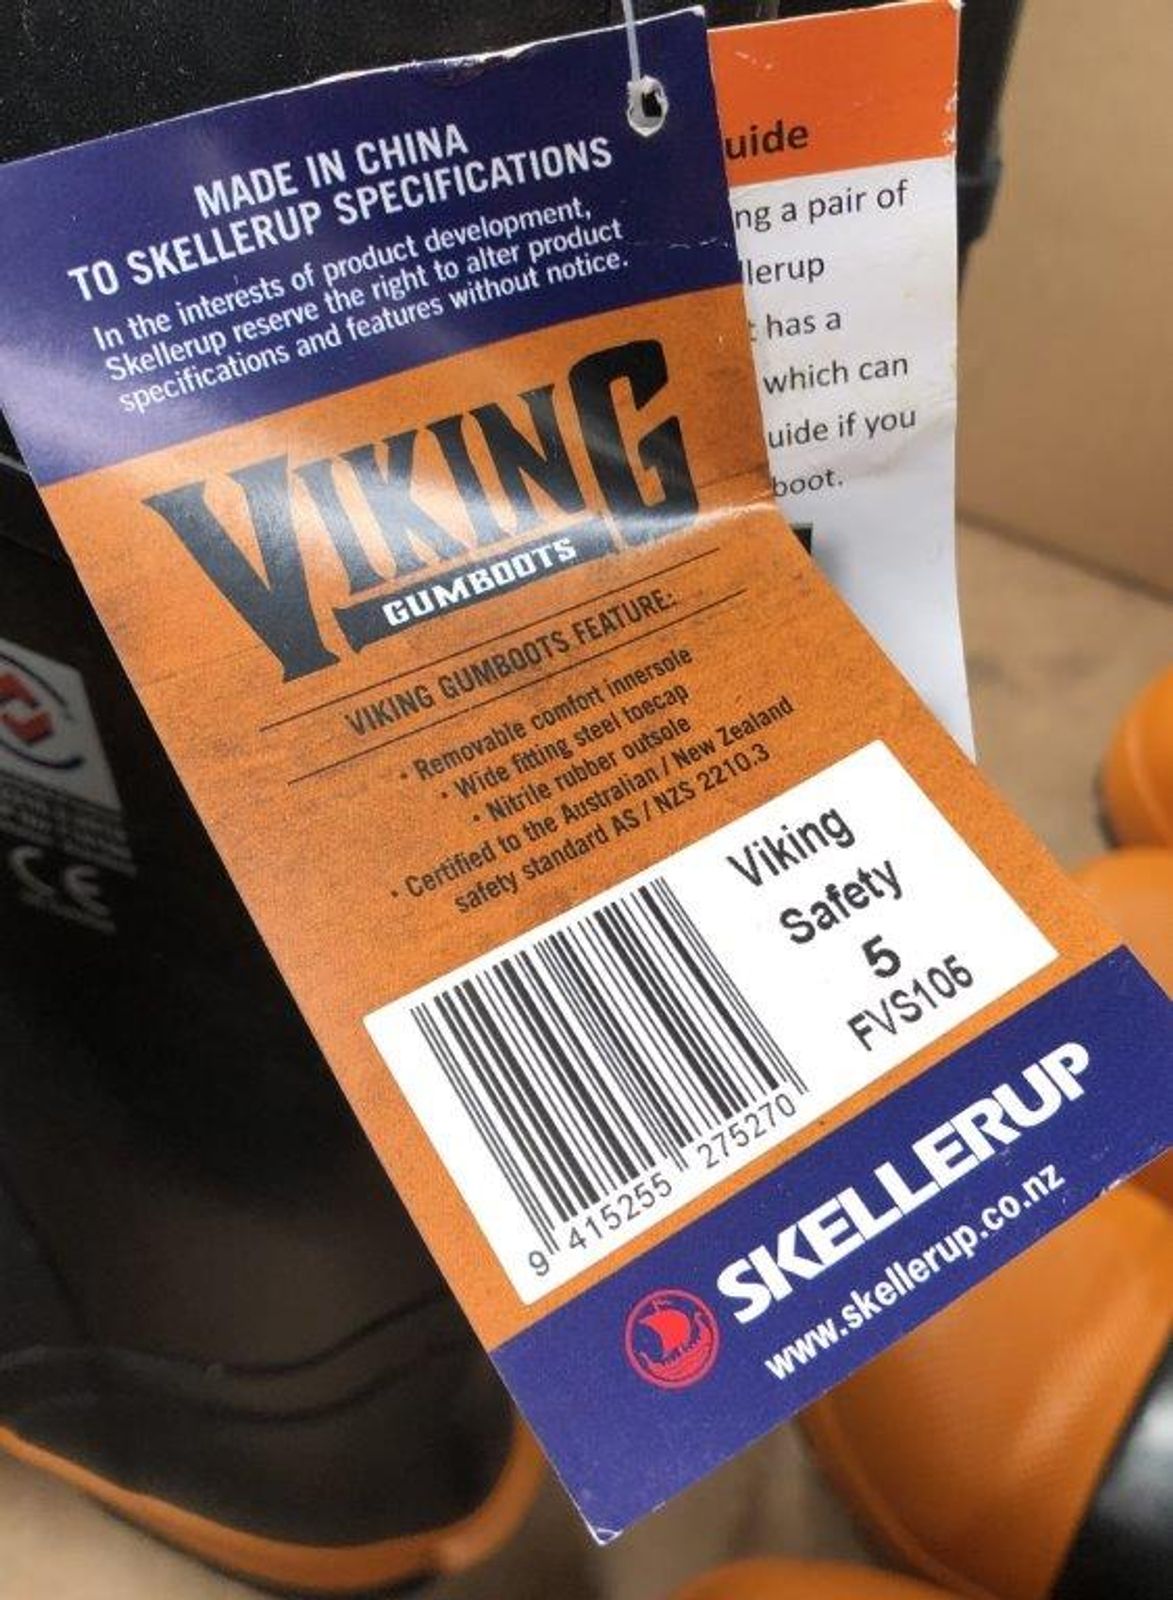 MADE IN CHINA
TO SKELLERUP SPECIFICATIONS
In the interests of product development,
Skellerup reserve the right to alter product
specifications and features without notice.
VIKING
GUMBOOTS
VIKING GUMBOOTS FEATURE:
• Removable comfort innersole
• Wide fitting steel toecap
• Nitrile rubber outsole
• Certified to the Australian / New Zealand
safety standard AS / NZS 2210.3
Viking
Safety
5
FVS105
9 415255 275270
SKELLERUP
www.skellerup.co.nz
uide
ng a pair of
llerup
t has a
which can
uide if you
boot.
CE